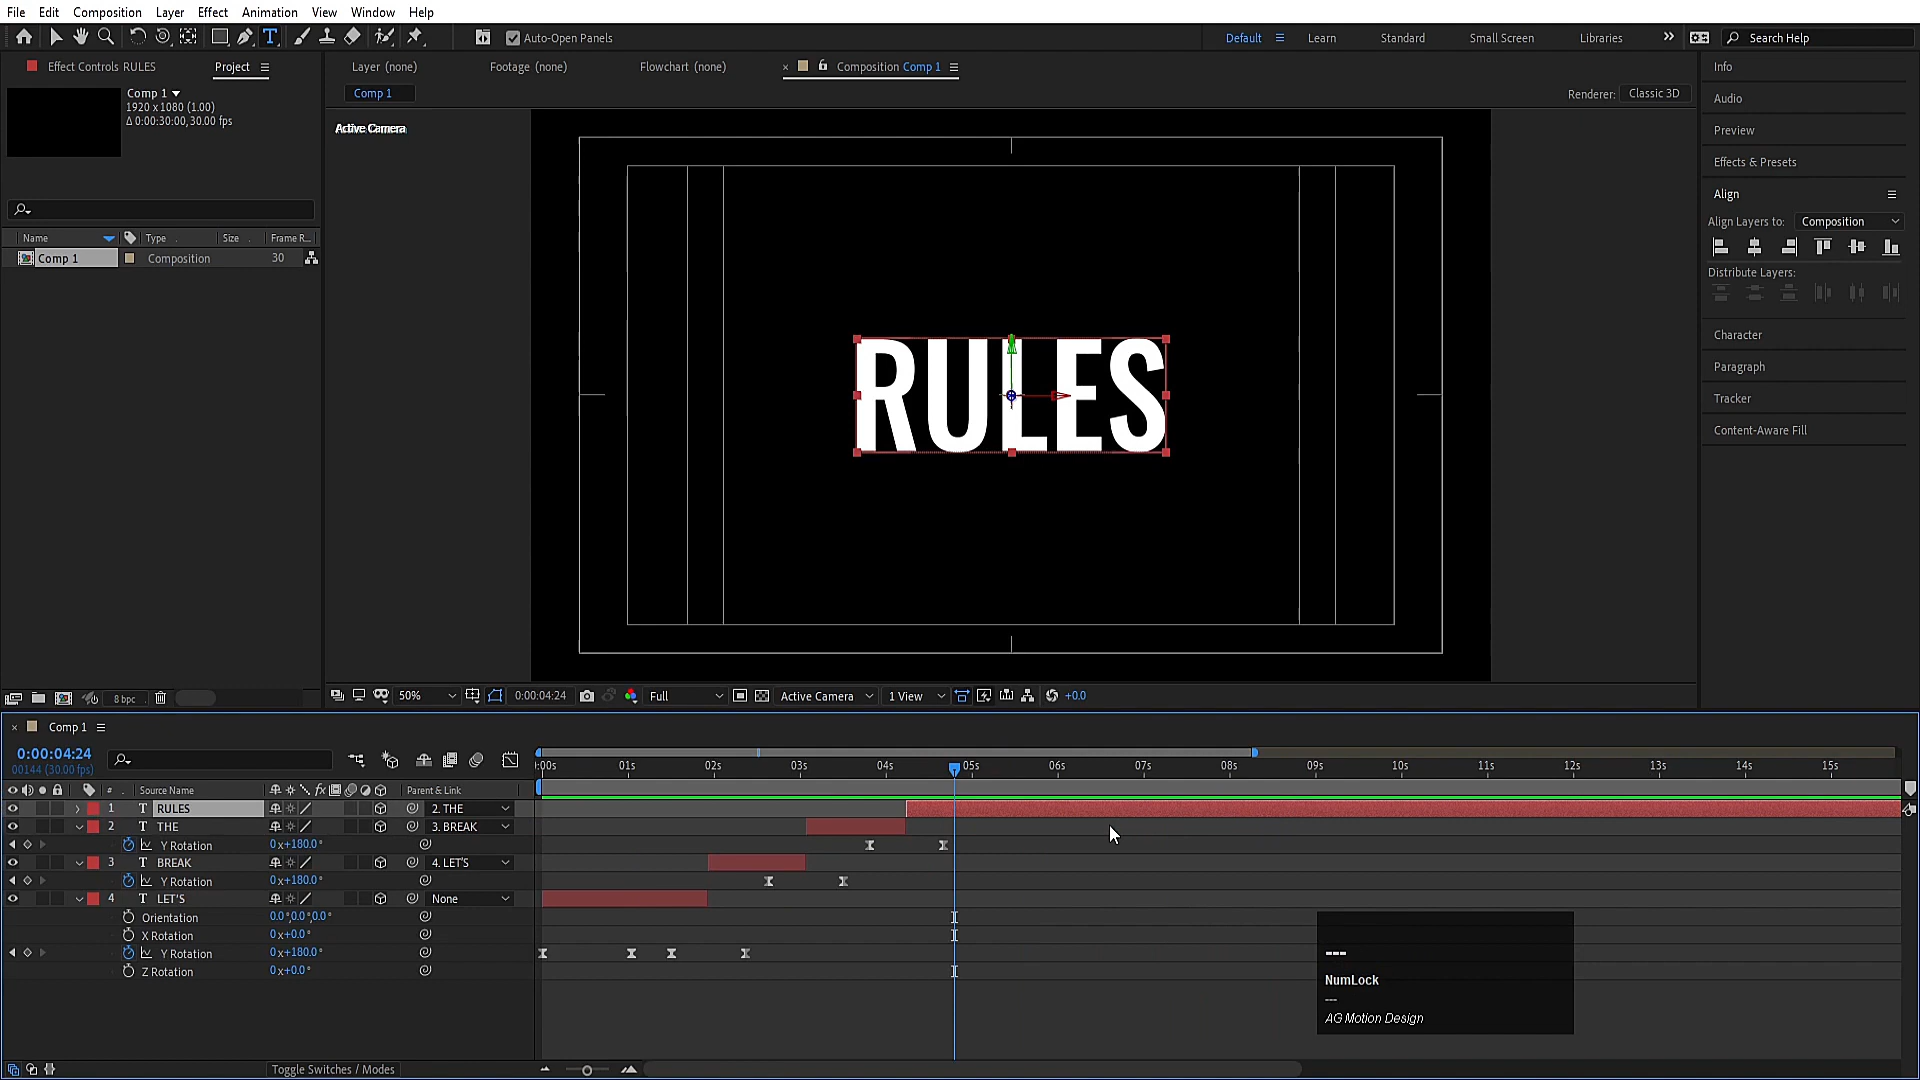 File Edit Composition Layer Effect Animation View Window Help
Auto-Open Panels Default Learn Standard Small Screen Libraries Search Help
Effect Controls RULES Project
Layer (none) Footage (none) Flowchart (none) Composition Comp 1
Comp 1
1920 x 1080 (1.00)
Δ 0:00:30:00, 30.00 fps
Comp 1
Renderer: Classic 3D
Active Camera
Info
Audio
Preview
Effects & Presets
Align
Align Layers to: Composition
Distribute Layers:
Character
Paragraph
Tracker
Content-Aware Fill
Name Type Size Frame R...
Comp 1 Composition 30
RULES
8 bpc
50% 0:00:04:24 Full Active Camera 1 View +0.0
Comp 1
0:00:04:24
00144 (30.00 fps)
:00s 01s 02s 03s 04s 05s 06s 07s 08s 09s 10s 11s 12s 13s 14s 15s
# Source Name fx Parent & Link
1 T RULES 2. THE
2 T THE 3. BREAK
Y Rotation 0x+180.0°
3 T BREAK 4. LET'S
Y Rotation 0x+180.0°
4 T LET'S None
Orientation 0.0°,0.0°,0.0°
X Rotation 0x+0.0°
Y Rotation 0x+180.0°
Z Rotation 0x+0.0°
---
NumLock
---
AG Motion Design
Toggle Switches / Modes